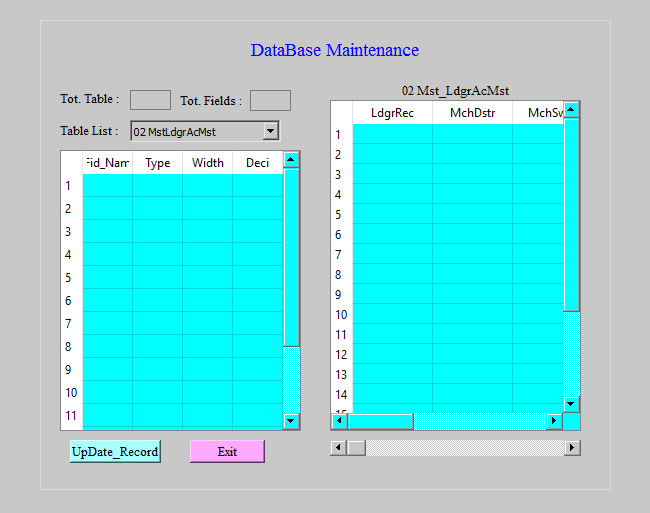 DataBase Maintenance
Tot. Table :
Tot. Fields :
Table List :
02 MstLdgrAcMst
Fid_Nam Type Width Deci
1
2
3
4
5
6
7
8
9
10
11
UpDate_Record
Exit
02 Mst_LdgrAcMst
LdgrRec MchDstr MchSv
1
2
3
4
5
6
7
8
9
10
11
12
13
14
15